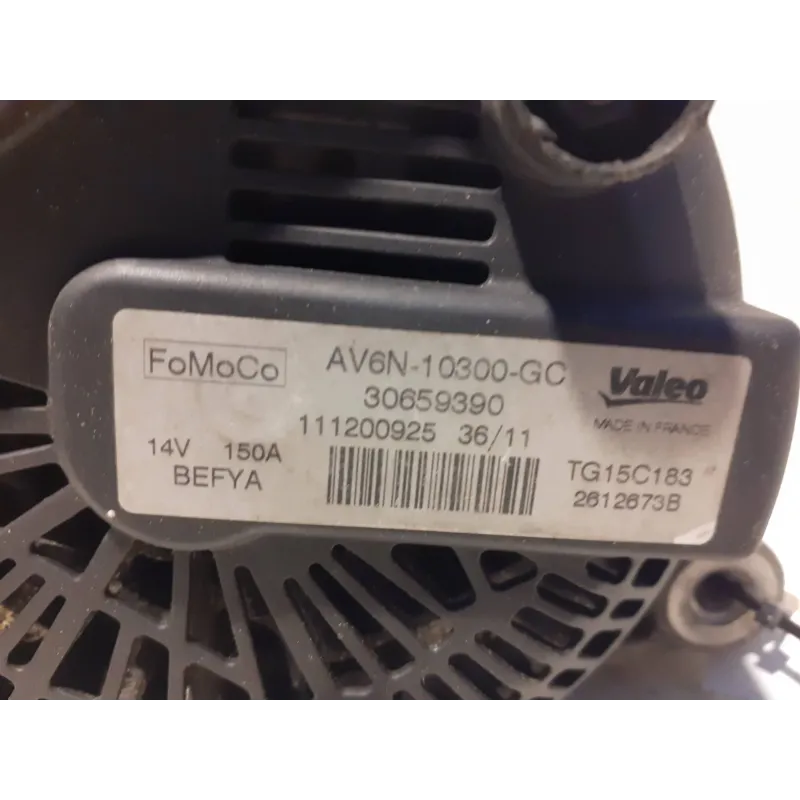 FoMoCo AV6N-10300-GC Valeo
30659390 MADE IN FRANCE
111200925 36/11
14V 150A TG15C183
BEFYA 2612673B